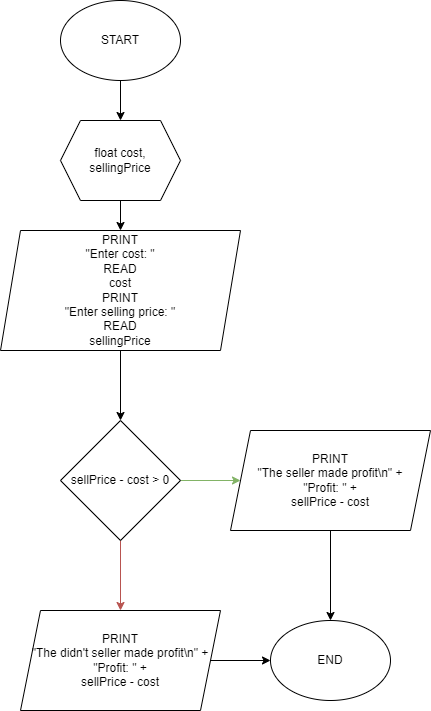 START
float cost,
sellingPrice
PRINT
"Enter cost: "
READ
cost
PRINT
"Enter selling price: "
READ
sellingPrice
sellPrice - cost > 0
PRINT
"The seller made profit\n" +
"Profit: " +
sellPrice - cost
PRINT
"The didn't seller made profit\n" +
"Profit: " +
sellPrice - cost
END